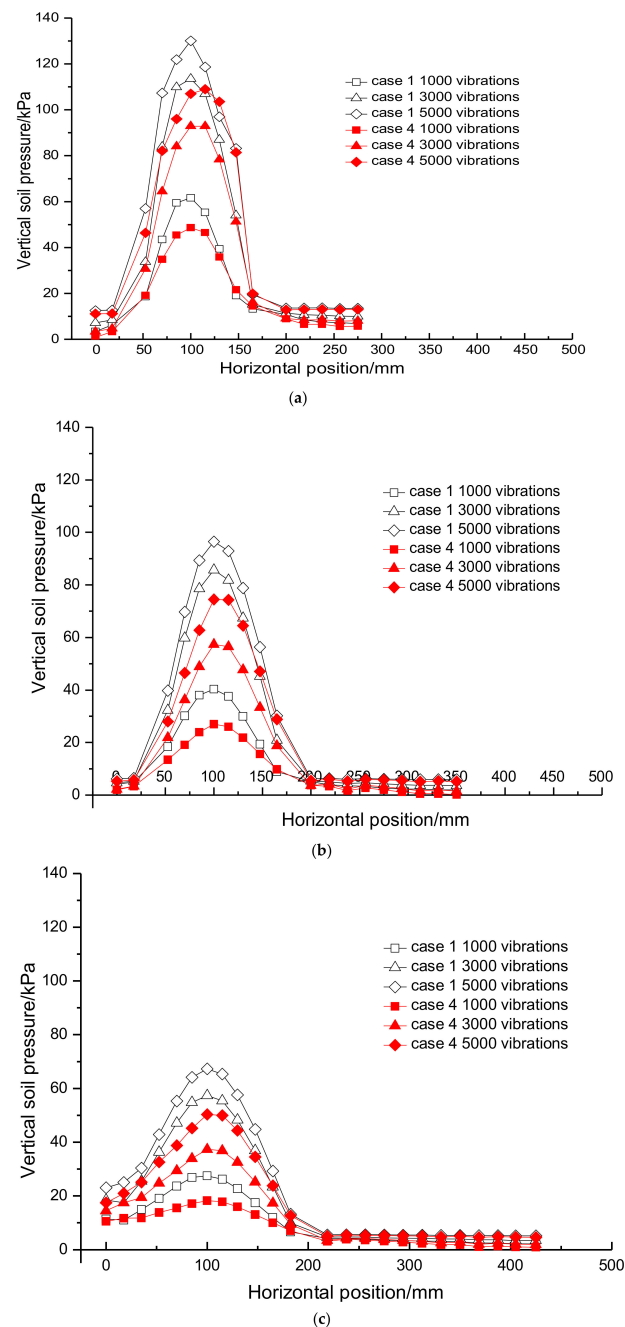 140
120
100
80
60
40
20
0
Vertical soil pressure/kPa
case 1 1000 vibrations
case 1 3000 vibrations
case 1 5000 vibrations
case 4 1000 vibrations
case 4 3000 vibrations
case 4 5000 vibrations
0 50 100 150 200 250 300 350 400 450 500
Horizontal position/mm
(a)
140
120
100
80
60
40
20
0
Vertical soil pressure/kPa
case 1 1000 vibrations
case 1 3000 vibrations
case 1 5000 vibrations
case 4 1000 vibrations
case 4 3000 vibrations
case 4 5000 vibrations
0 50 100 150 200 250 300 350 400 450 500
Horizontal position/mm
(b)
140
120
100
80
60
40
20
0
Vertical soil pressure/kPa
case 1 1000 vibrations
case 1 3000 vibrations
case 1 5000 vibrations
case 4 1000 vibrations
case 4 3000 vibrations
case 4 5000 vibrations
0 100 200 300 400 500
Horizontal position/mm
(c)